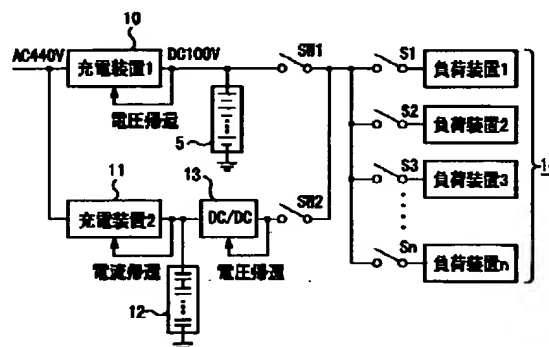 10
AC440V
充電装置1
DC100V
電圧帰還
5
SW1
S1
負荷装置1
S2
負荷装置2
S3
負荷装置3
Sn
負荷装置n
1
11
充電装置2
電流帰還
12
13
DC/DC
電圧帰還
SW2